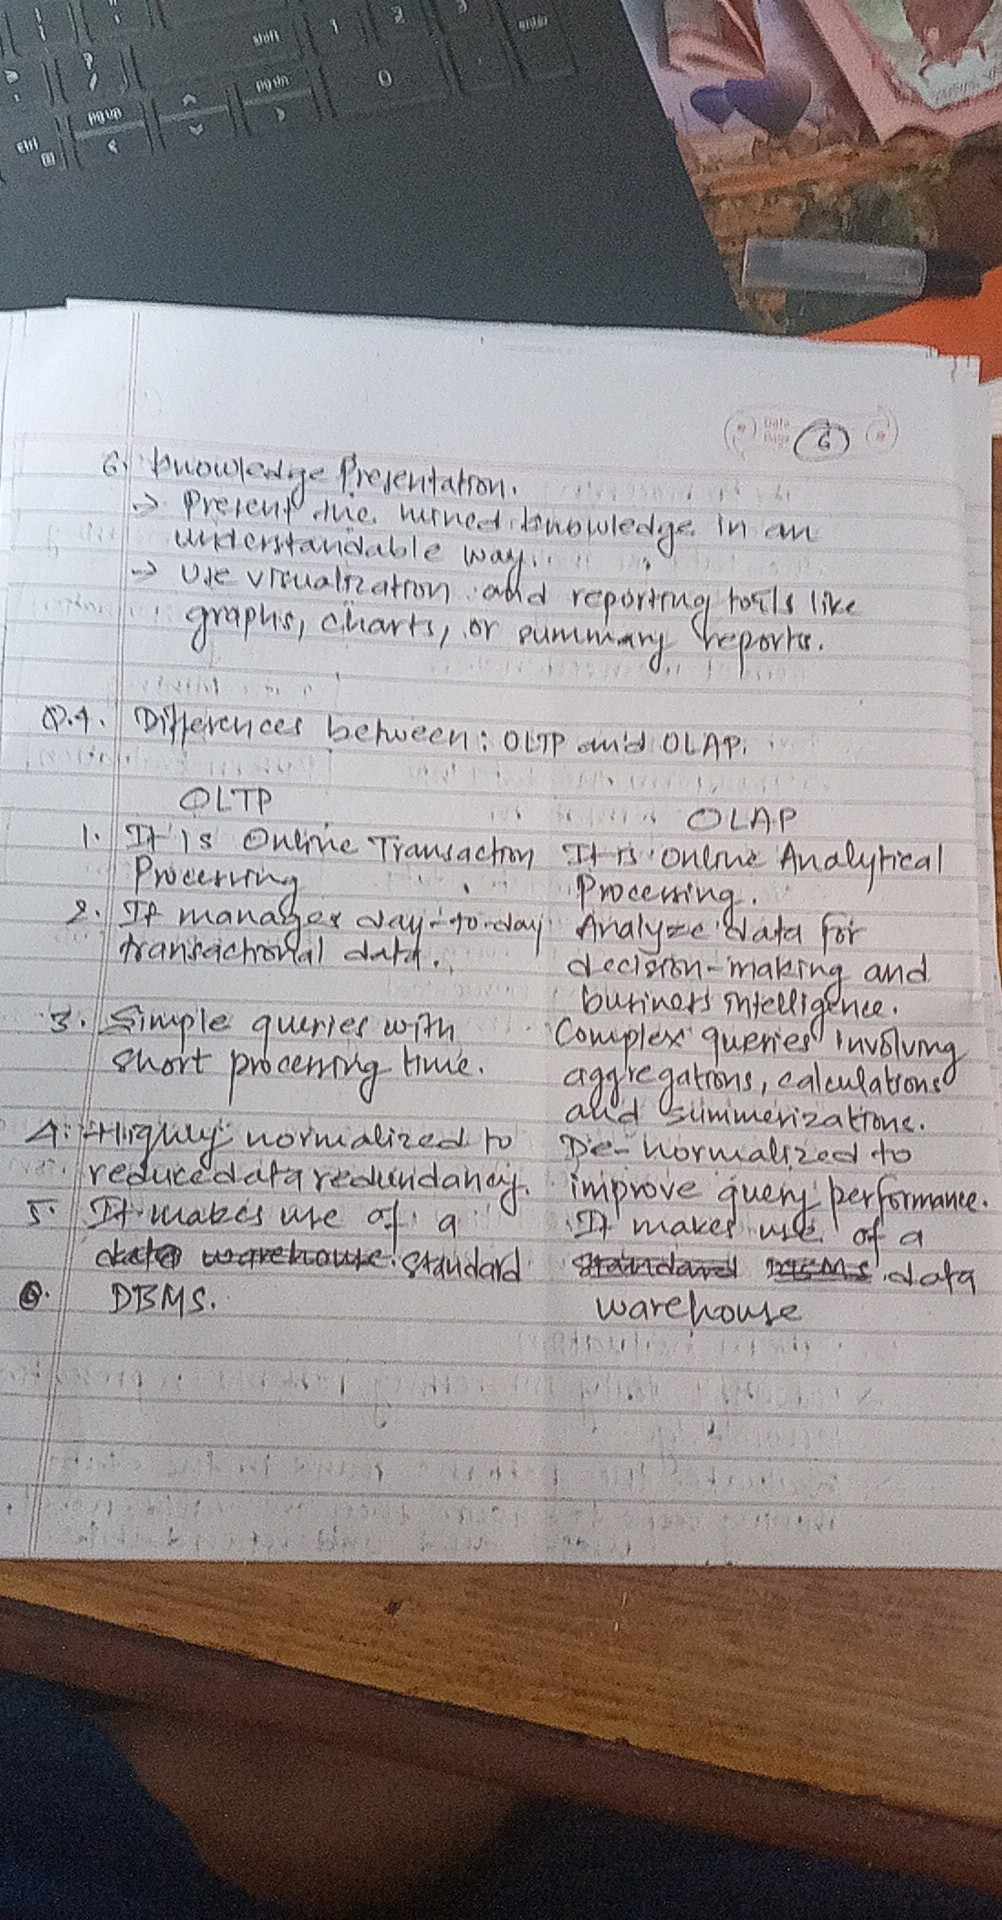 shift
1
2
3
enter
?
/
pg up
pg dn
0
ctrl
<
>
Date
Page
6
6. Knowledge Presentation.
→ Present the mined knowledge in an
understandable way.
→ Use visualization and reporting tools like
graphs, charts, or summary reports.
Q.4. Differences between: OLTP and OLAP.
OLTP
OLAP
1. It is Online Transaction
Processing
It is Online Analytical
Processing.
2. It manages day-to-day
transactional data.
Analyze data for
decision-making and
business intelligence.
3. Simple queries with
short processing time.
Complex queries involving
aggregations, calculations
and summerizations.
4. Highly normalized to
reduce data redundancy.
De-normalized to
improve query performance.
5. It makes use of a
data warehouse. standard
DBMS.
It makes use of a
standard DBMS data
warehouse
6.